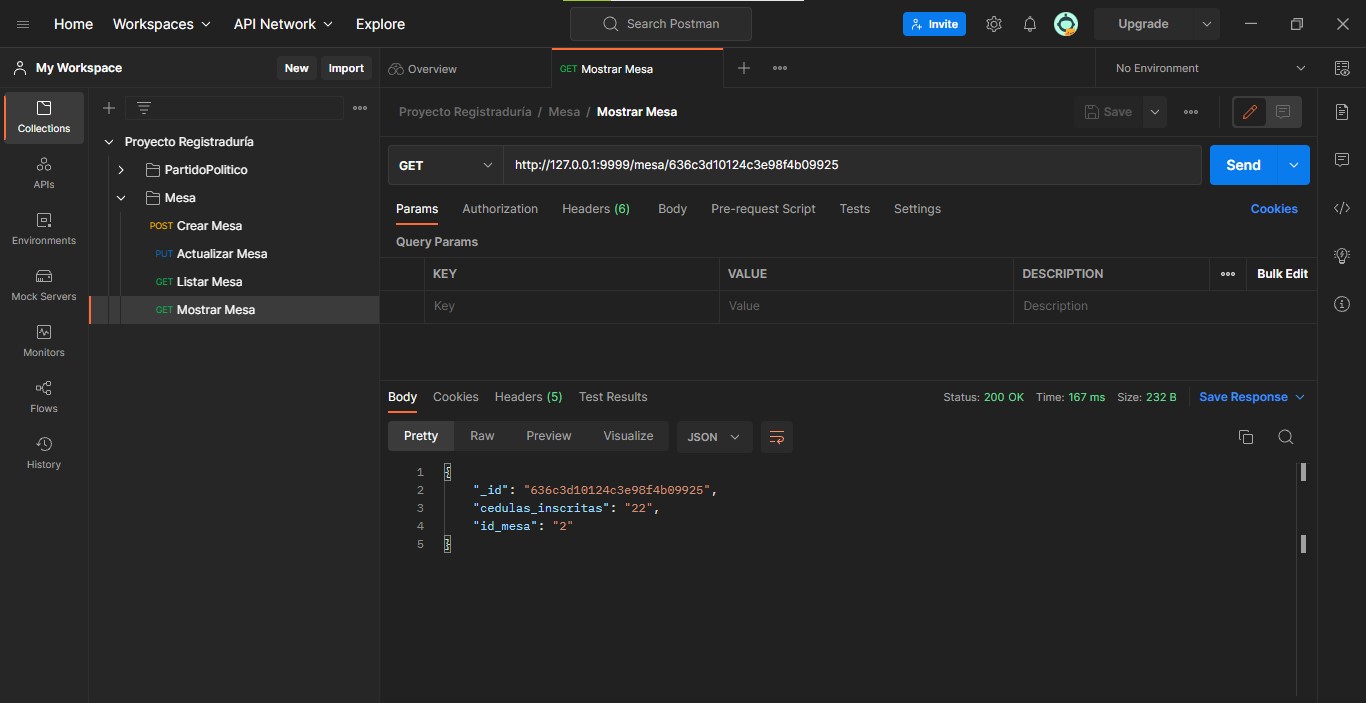 Home Workspaces API Network Explore Search Postman Invite Upgrade
My Workspace New Import Overview GET Mostrar Mesa No Environment
Collections
APIs
Environments
Mock Servers
Monitors
Flows
History
Proyecto Registraduría
PartidoPolitico
Mesa
POST Crear Mesa
PUT Actualizar Mesa
GET Listar Mesa
GET Mostrar Mesa
Proyecto Registraduría / Mesa / Mostrar Mesa Save
GET http://127.0.0.1:9999/mesa/636c3d10124c3e98f4b09925 Send
Params Authorization Headers (6) Body Pre-request Script Tests Settings Cookies
Query Params
KEY VALUE DESCRIPTION Bulk Edit
Key Value Description
Body Cookies Headers (5) Test Results Status: 200 OK Time: 167 ms Size: 232 B Save Response
Pretty Raw Preview Visualize JSON
1 {
2 "_id": "636c3d10124c3e98f4b09925",
3 "cedulas_inscritas": "22",
4 "id_mesa": "2"
5 }